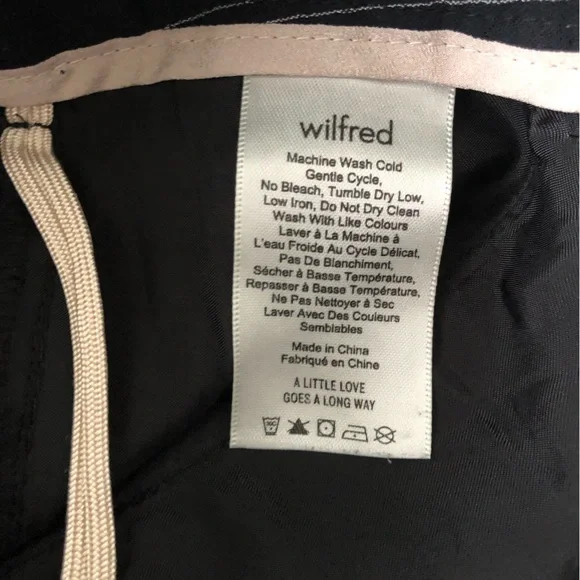 wilfred
Machine Wash Cold
Gentle Cycle,
No Bleach, Tumble Dry Low,
Low Iron, Do Not Dry Clean
Wash With Like Colours
Laver à La Machine à
L'eau Froide Au Cycle Délicat,
Pas De Blanchiment,
Sécher à Basse Température,
Repasser à Basse Température,
Ne Pas Nettoyer à Sec
Laver Avec Des Couleurs
Semblables
Made in China
Fabriqué en Chine
A LITTLE LOVE
GOES A LONG WAY